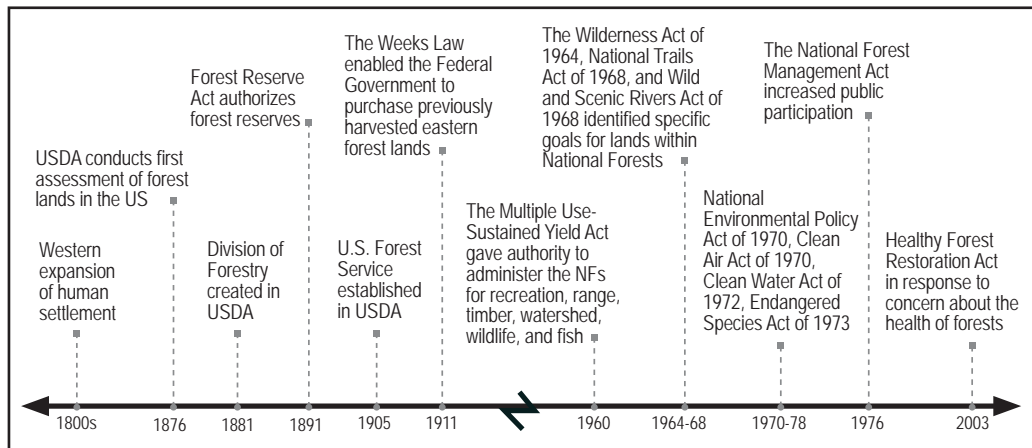 Western
expansion
of human
settlement
USDA conducts first
assessment of forest
lands in the US
Division of
Forestry
created in
USDA
Forest Reserve
Act authorizes
forest reserves
U.S. Forest
Service
established
in USDA
The Weeks Law
enabled the Federal
Government to
purchase previously
harvested eastern
forest lands
The Multiple Use-
Sustained Yield Act
gave authority to
administer the NFs
for recreation, range,
timber, watershed,
wildlife, and fish
The Wilderness Act of
1964, National Trails
Act of 1968, and Wild
and Scenic Rivers Act of
1968 identified specific
goals for lands within
National Forests
National
Environmental Policy
Act of 1970, Clean
Air Act of 1970,
Clean Water Act of
1972, Endangered
Species Act of 1973
The National Forest
Management Act
increased public
participation
Healthy Forest
Restoration Act
in response to
concern about the
health of forests
1800s 1876 1881 1891 1905 1911 1960 1964-68 1970-78 1976 2003